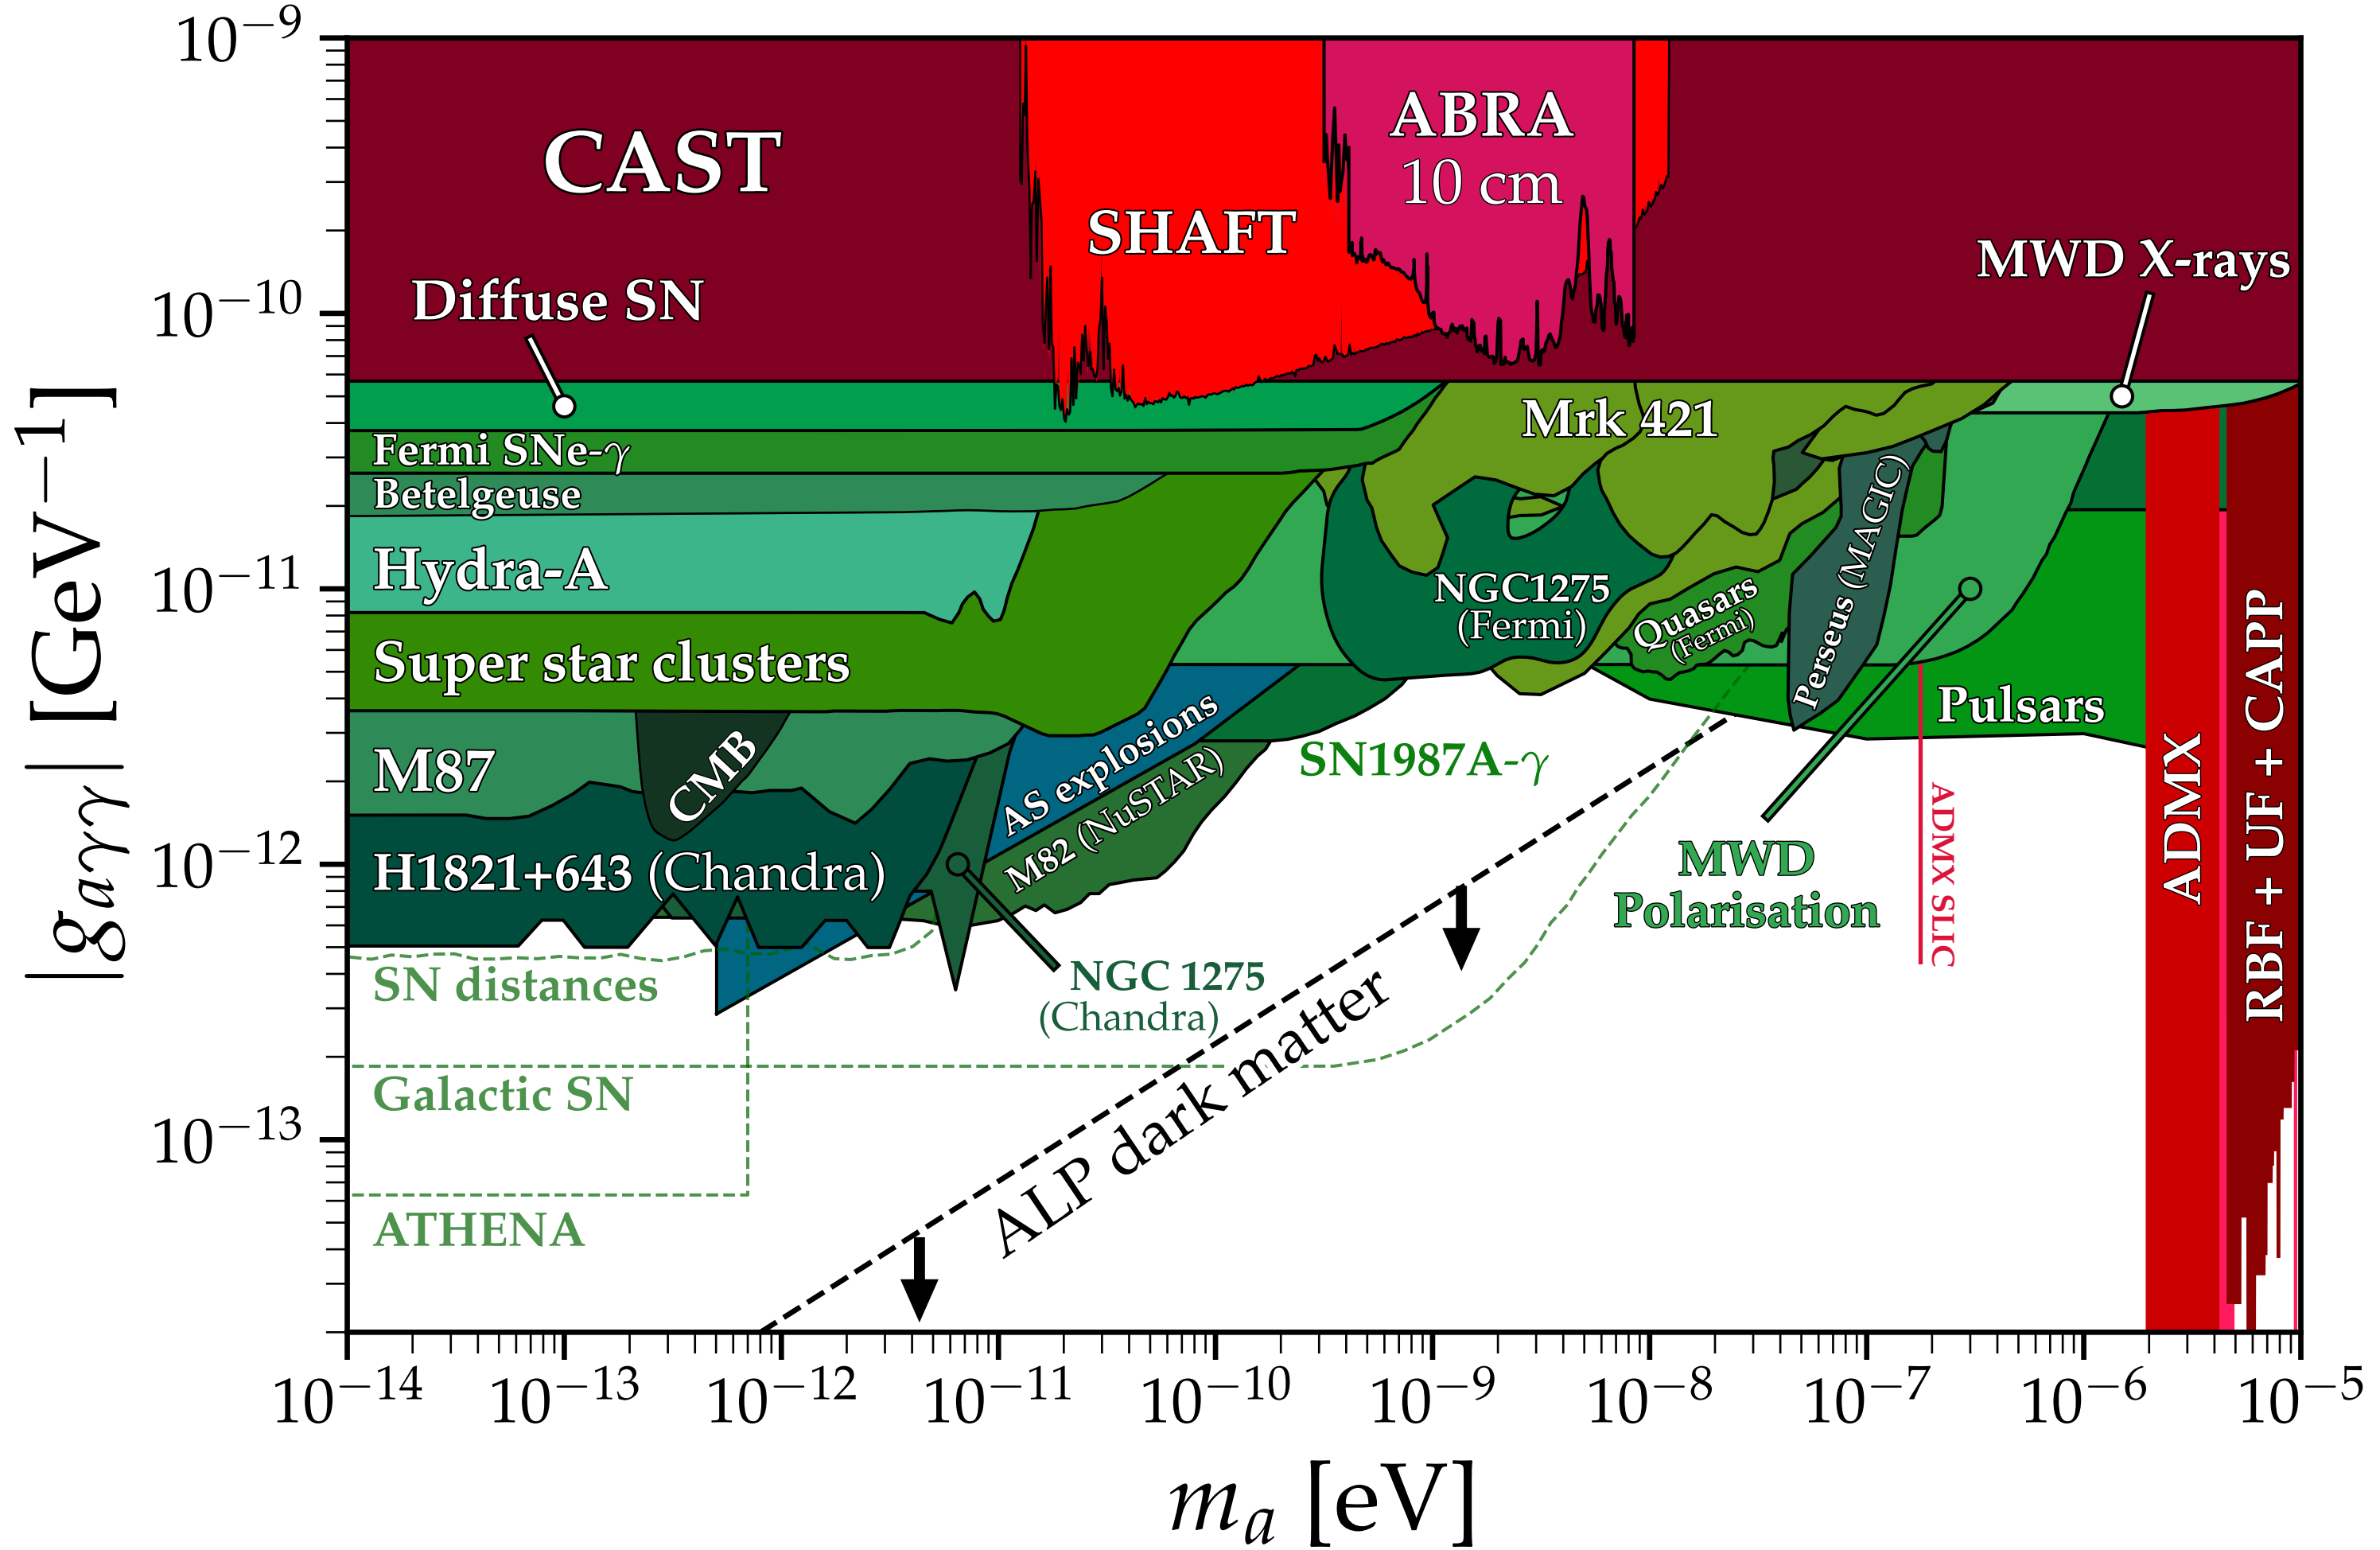 |g_{aγγ}| [GeV⁻¹]
10⁻⁹
10⁻¹⁰
10⁻¹¹
10⁻¹²
10⁻¹³
CAST
SHAFT
ABRA
10 cm
Diffuse SN
MWD X-rays
Fermi SNe-γ
Betelgeuse
Hydra-A
Super star clusters
M87
CMB
H1821+643 (Chandra)
AS explosions
M82 (NuSTAR)
NGC 1275
(Chandra)
SN1987A-γ
Mrk 421
NGC1275
(Fermi)
Quasars
(Fermi)
Perseus (MAGIC)
Pulsars
MWD
Polarisation
ADMX SLIC
ADMX
RBF + UF + CAPP
SN distances
Galactic SN
ATHENA
ALP dark matter
10⁻¹⁴ 10⁻¹³ 10⁻¹² 10⁻¹¹ 10⁻¹⁰ 10⁻⁹ 10⁻⁸ 10⁻⁷ 10⁻⁶ 10⁻⁵
m_a [eV]